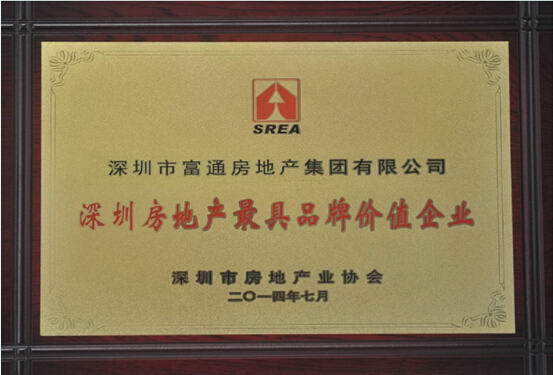 SREA
深圳市富通房地产集团有限公司
深圳房地产最具品牌价值企业
深圳市房地产业协会
二〇一四年七月